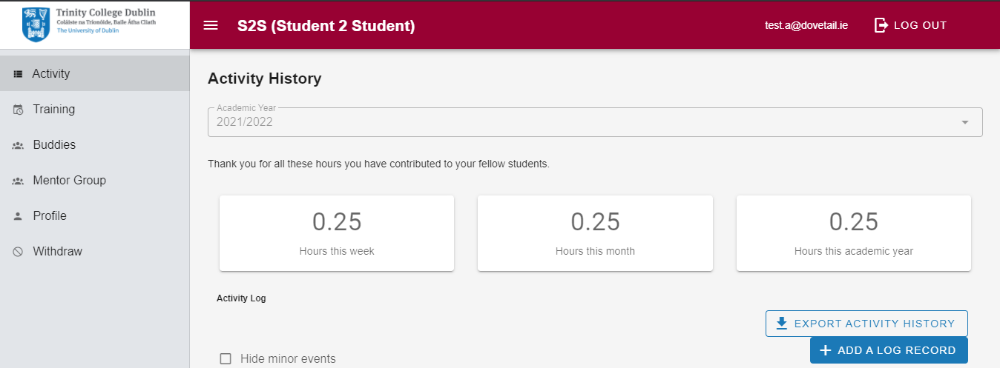 Trinity College Dublin
Coláiste na Tríonóide, Baile Átha Cliath
The University of Dublin
S2S (Student 2 Student)
test.a@dovetail.ie
LOG OUT
Activity
Training
Buddies
Mentor Group
Profile
Withdraw
Activity History
Academic Year
2021/2022
Thank you for all these hours you have contributed to your fellow students.
0.25
Hours this week
0.25
Hours this month
0.25
Hours this academic year
Activity Log
EXPORT ACTIVITY HISTORY
ADD A LOG RECORD
Hide minor events